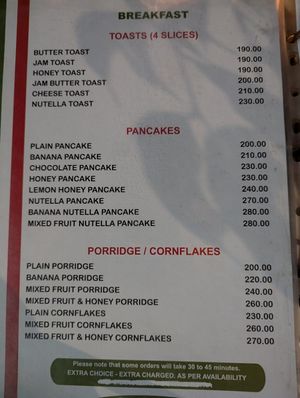 BREAKFAST
TOASTS (4 SLICES)
BUTTER TOAST 190.00
JAM TOAST 190.00
HONEY TOAST 190.00
JAM BUTTER TOAST 200.00
CHEESE TOAST 210.00
NUTELLA TOAST 230.00
PANCAKES
PLAIN PANCAKE 200.00
BANANA PANCAKE 210.00
CHOCOLATE PANCAKE 230.00
HONEY PANCAKE 230.00
LEMON HONEY PANCAKE 240.00
NUTELLA PANCAKE 270.00
BANANA NUTELLA PANCAKE 280.00
MIXED FRUIT NUTELLA PANCAKE 280.00
PORRIDGE / CORNFLAKES
PLAIN PORRIDGE 200.00
BANANA PORRIDGE 220.00
MIXED FRUIT PORRIDGE 240.00
MIXED FRUIT & HONEY PORRIDGE 260.00
PLAIN CORNFLAKES 230.00
MIXED FRUIT CORNFLAKES 260.00
MIXED FRUIT & HONEY CORNFLAKES 270.00
Please note that some orders will take 30 to 45 minutes.
EXTRA CHOICE - EXTRA CHARGED. AS PER AVAILABILITY